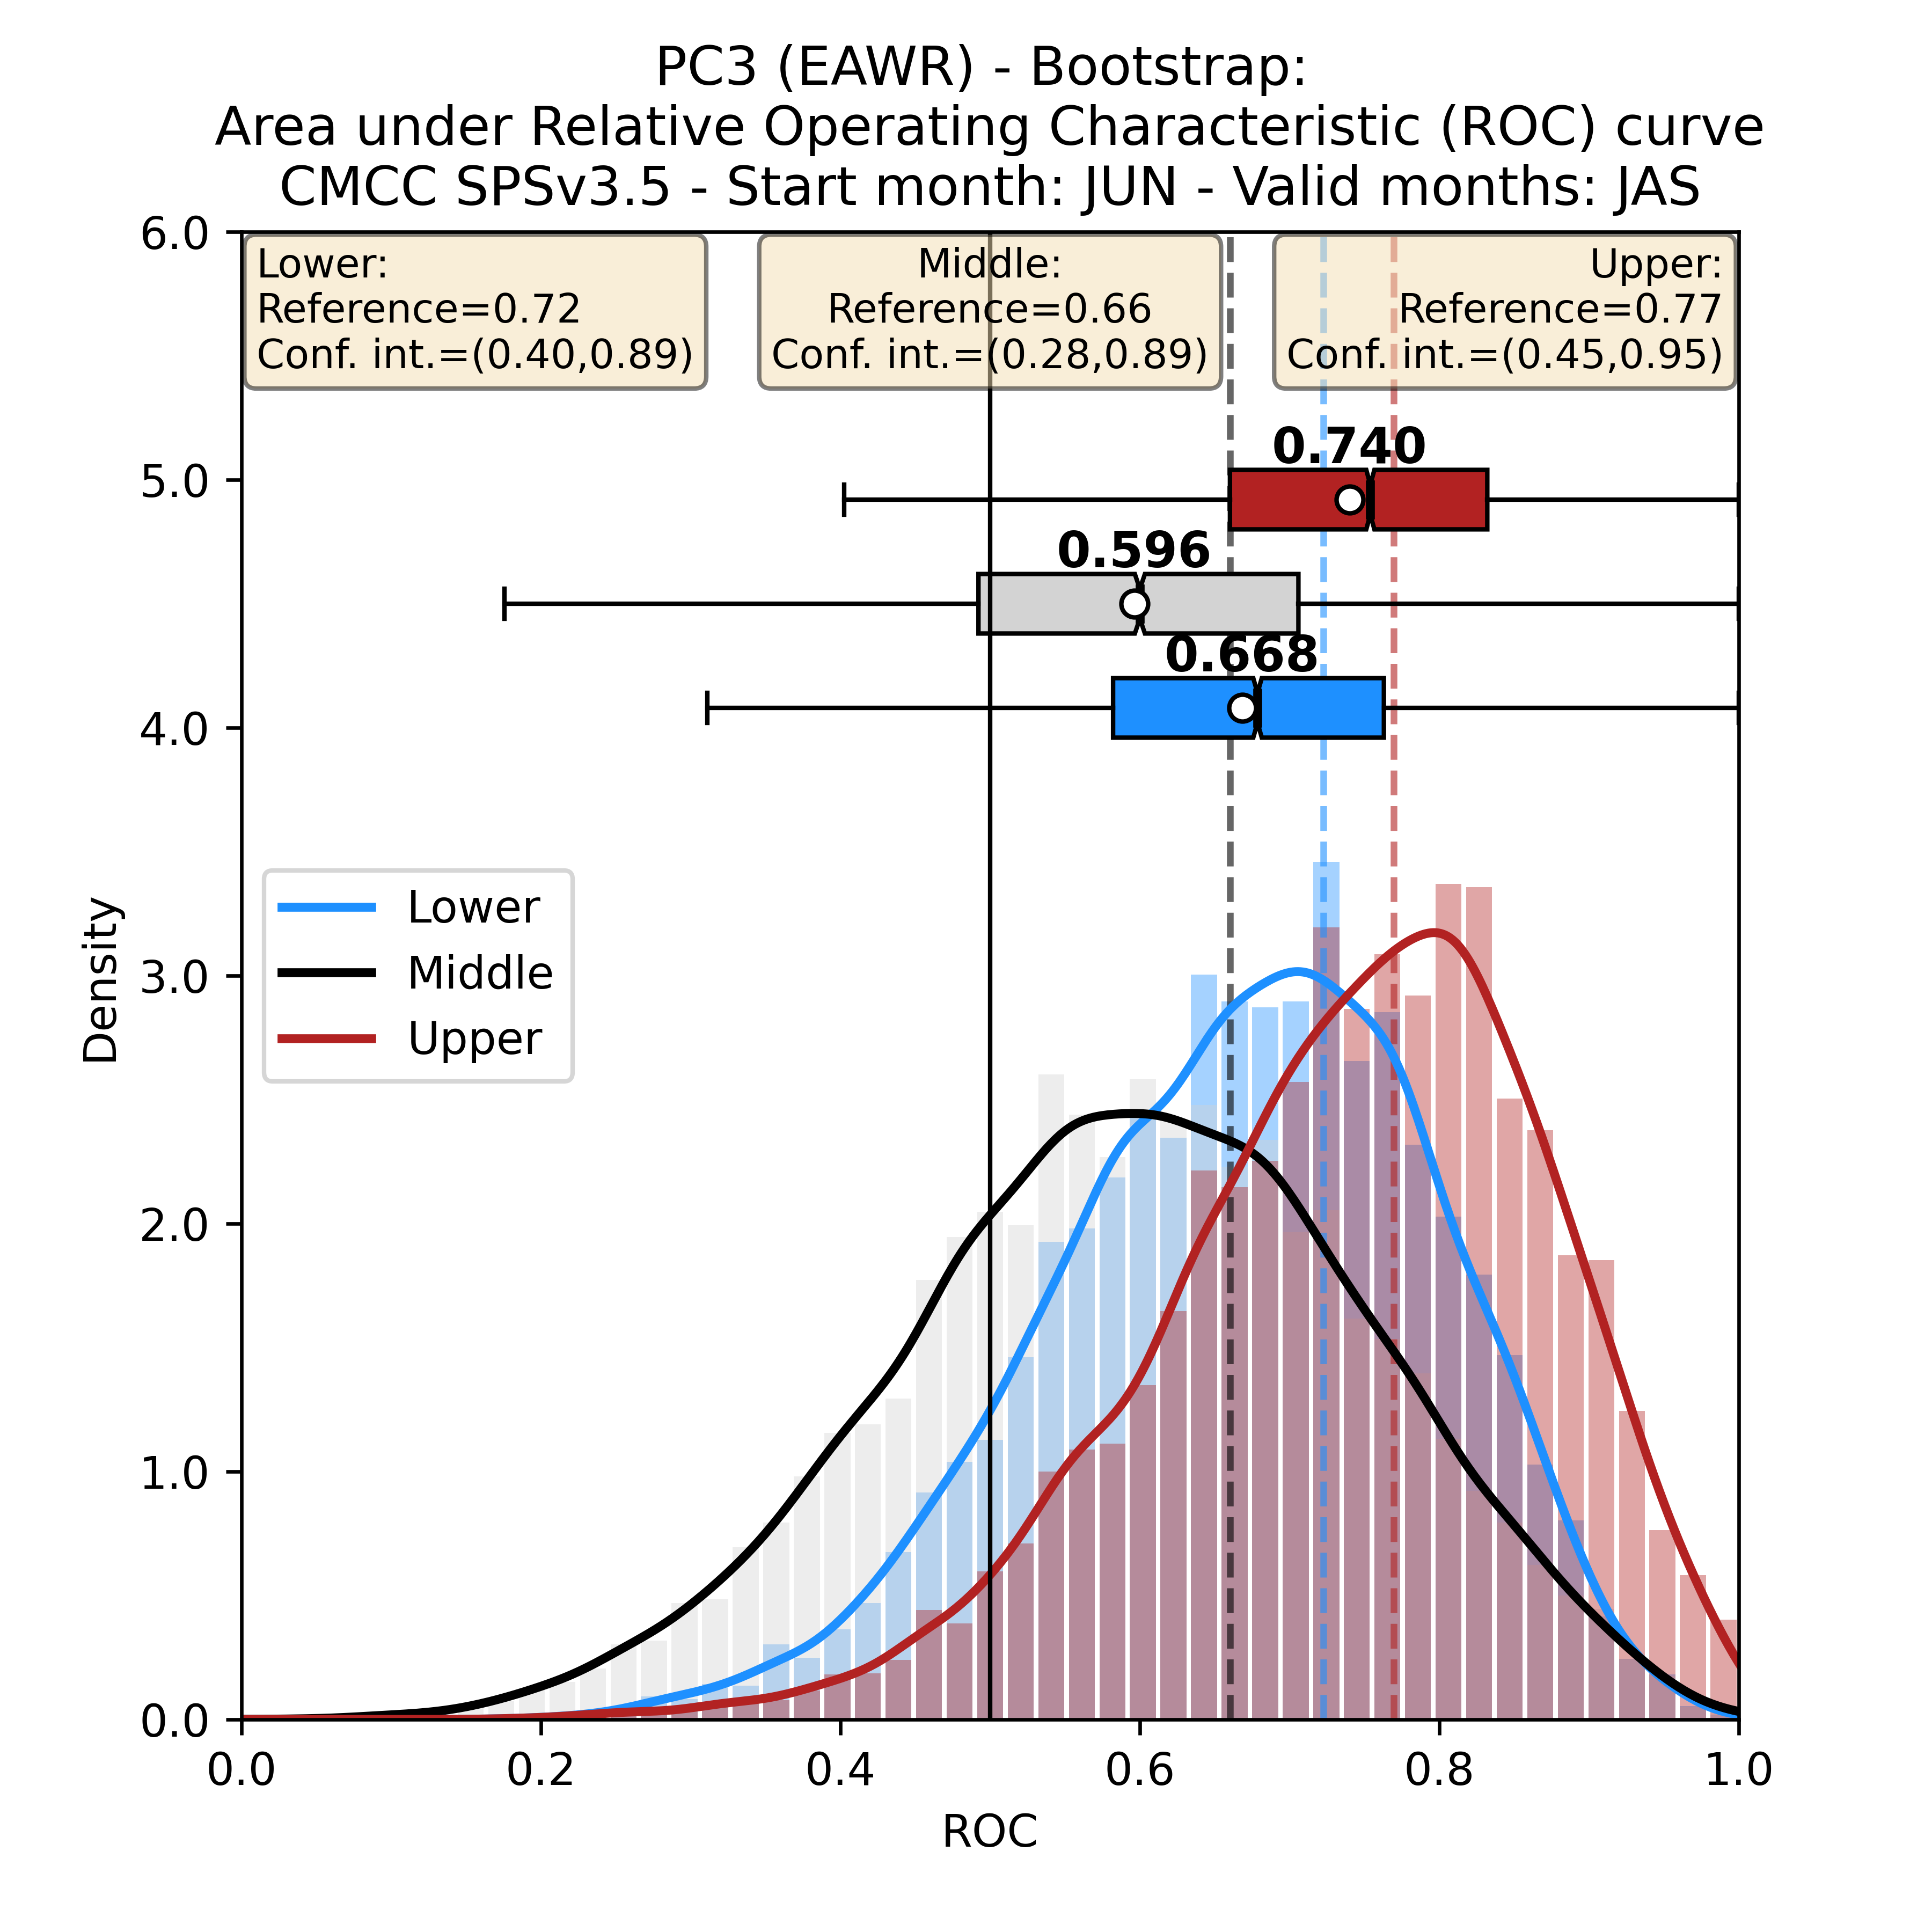 PC3 (EAWR) - Bootstrap:
Area under Relative Operating Characteristic (ROC) curve
CMCC SPSv3.5 - Start month: JUN - Valid months: JAS
Lower:
Reference=0.72
Conf. int.=(0.40,0.89)
Middle:
Reference=0.66
Conf. int.=(0.28,0.89)
Upper:
Reference=0.77
Conf. int.=(0.45,0.95)
0.740
0.596
0.668
Lower
Middle
Upper
Density
6.0
5.0
4.0
3.0
2.0
1.0
0.0
0.0 0.2 0.4 0.6 0.8 1.0
ROC